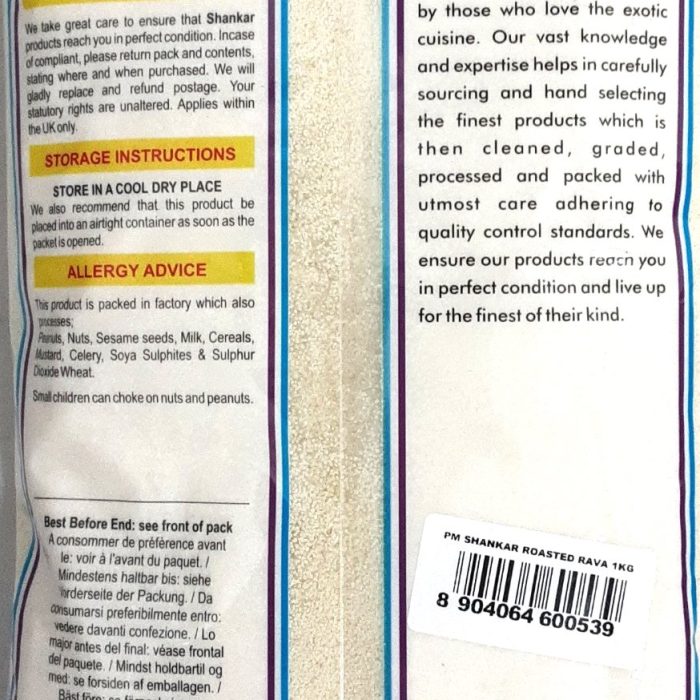 We take great care to ensure that Shankar
products reach you in perfect condition. Incase
of compliant, please return pack and contents,
stating where and when purchased. We will
gladly replace and refund postage. Your
statutory rights are unaltered. Applies within
the UK only.
STORAGE INSTRUCTIONS
STORE IN A COOL DRY PLACE
We also recommend that this product be
placed into an airtight container as soon as the
packet is opened.
ALLERGY ADVICE
This product is packed in factory which also
processes;
Peanuts, Nuts, Sesame seeds, Milk, Cereals,
Mustard, Celery, Soya Sulphites & Sulphur
Dioxide Wheat.
Small children can choke on nuts and peanuts.
Best Before End: see front of pack
A consommer de préférence avant
le: voir à l'avant du paquet. /
Mindestens haltbar bis: siehe
Vorderseite der Packung. / Da
consumarsi preferibilmente entro:
vedere davanti confezione. / Lo
major antes del final: véase frontal
del paquete. / Mindst holdbartil og
med: se forsiden af emballagen. /
Bäst före:
by those who love the exotic
cuisine. Our vast knowledge
and expertise helps in carefully
sourcing and hand selecting
the finest products which is
then cleaned, graded,
processed and packed with
utmost care adhering to
quality control standards. We
ensure our products reach you
in perfect condition and live up
for the finest of their kind.
PM SHANKAR ROASTED RAVA 1KG
8 904064 600539